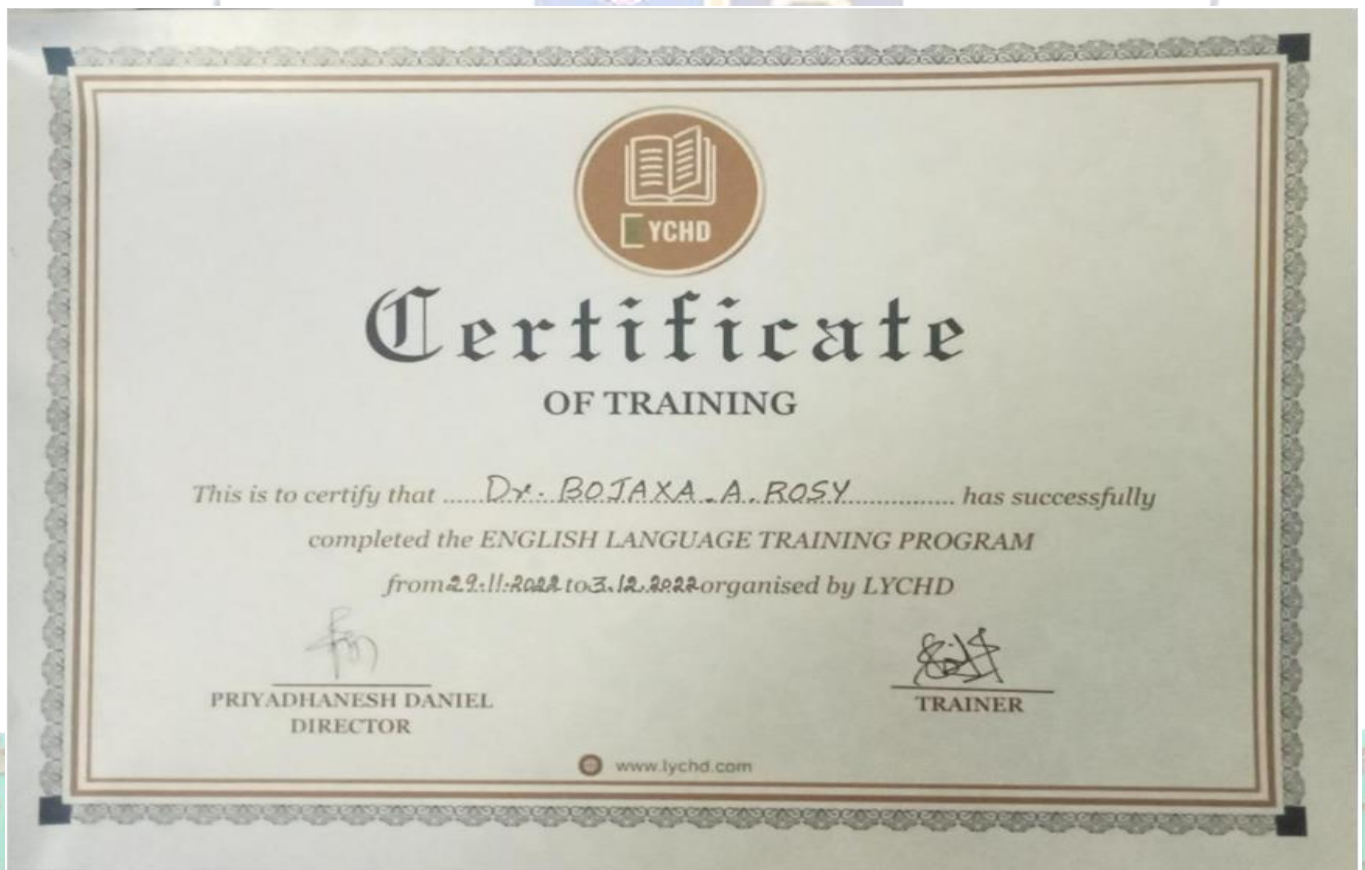 LYCHD
Certificate
OF TRAINING
This is to certify that ......Dr. BOJAXA. A. ROSY................ has successfully
completed the ENGLISH LANGUAGE TRAINING PROGRAM
from 29.11.2022 to 3.12.2022 organised by LYCHD
PRIYADHANESH DANIEL
DIRECTOR
TRAINER
www.lychd.com